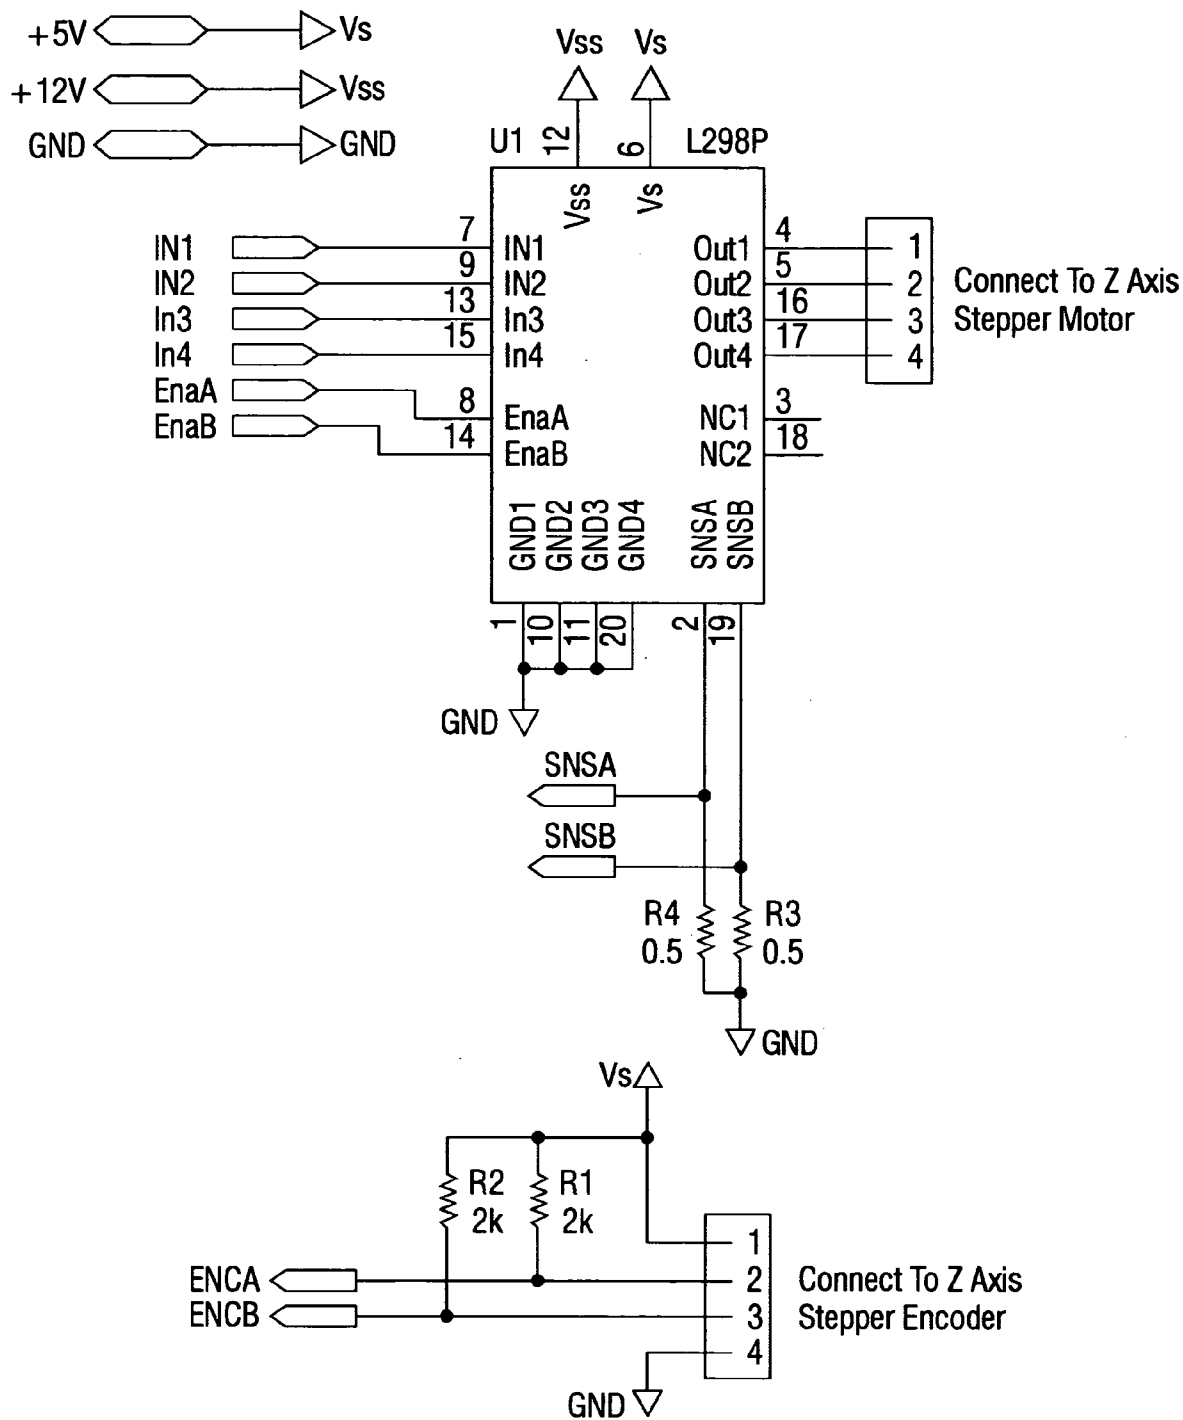 +5V Vs
+12V Vss
GND GND
Vss Vs
U1 12 6 L298P
Vss Vs
IN1 7 IN1 Out1 4 1
IN2 9 IN2 Out2 5 2
In3 13 In3 Out3 16 3
In4 15 In4 Out4 17 4
Connect To Z Axis
Stepper Motor
EnaA 8 EnaA NC1 3
EnaB 14 EnaB NC2 18
GND1 GND2 GND3 GND4 SNSA SNSB
1 10 11 20 2 19
GND
SNSA
SNSB
R4 R3
0.5 0.5
GND
Vs
R2 R1
2k 2k
1
ENCA 2
ENCB 3
4
Connect To Z Axis
Stepper Encoder
GND